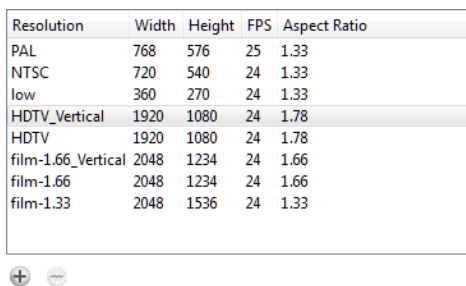 Resolution Width Height FPS Aspect Ratio
PAL 768 576 25 1.33
NTSC 720 540 24 1.33
low 360 270 24 1.33
HDTV_Vertical 1920 1080 24 1.78
HDTV 1920 1080 24 1.78
film-1.66_Vertical 2048 1234 24 1.66
film-1.66 2048 1234 24 1.66
film-1.33 2048 1536 24 1.33